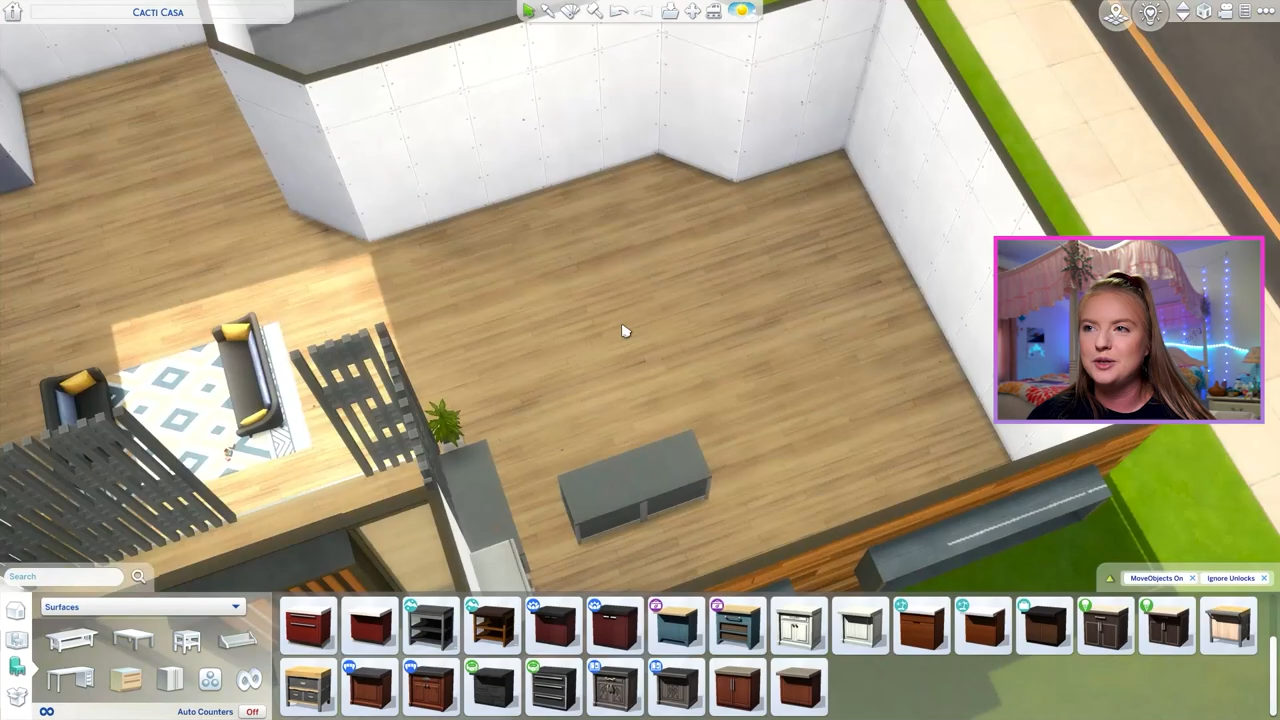 CACTI CASA
Search
MoveObjects On
Ignore Unlocks
Surfaces
Auto Counters
Off